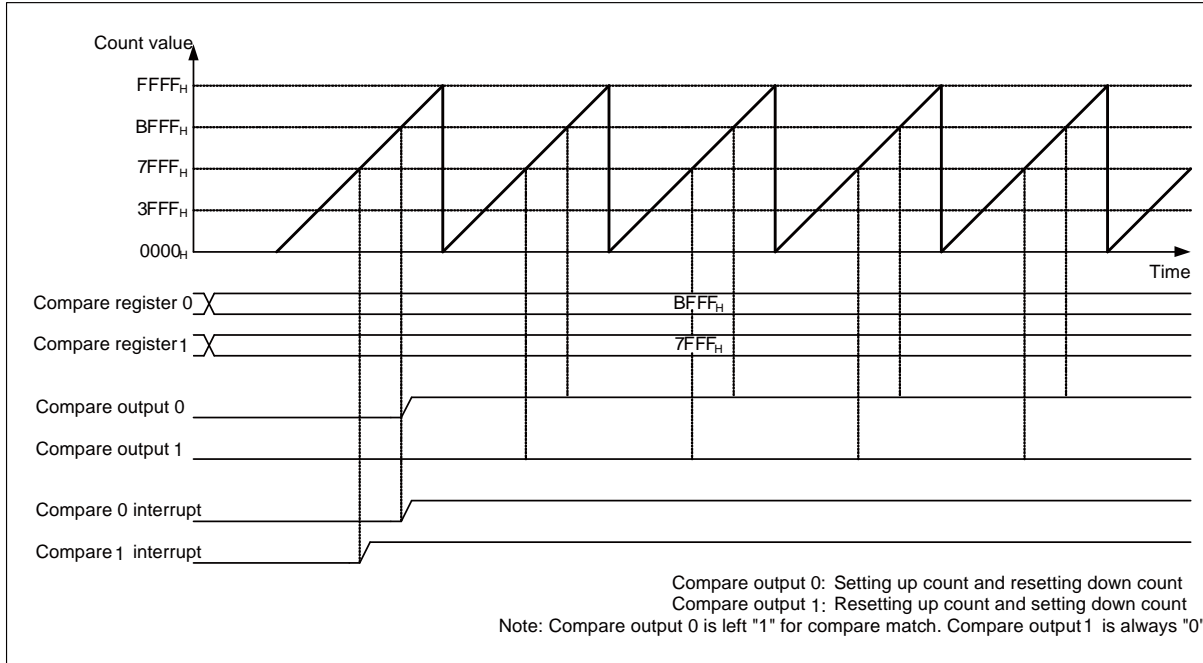 Count value
FFFFH
BFFFH
7FFFH
3FFFH
0000H
Time
Compare register 0
BFFFH
Compare register 1
7FFFH
Compare output 0
Compare output 1
Compare 0 interrupt
Compare 1 interrupt
Compare output 0: Setting up count and resetting down count
Compare output 1: Resetting up count and setting down count
Note: Compare output 0 is left "1" for compare match. Compare output 1 is always "0"